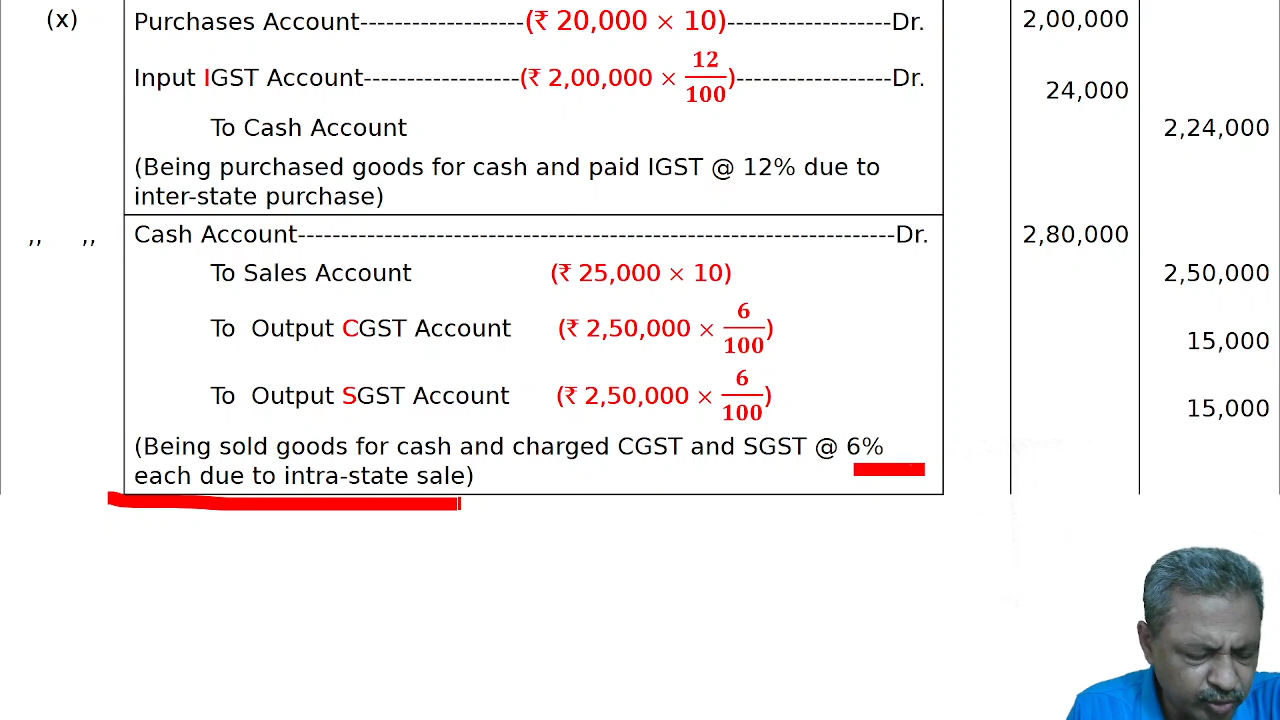 (x) Purchases Account-------------------(₹ 20,000 × 10)-------------------Dr. 2,00,000
Input IGST Account------------------(₹ 2,00,000 × 12/100)------------------Dr. 24,000
To Cash Account 2,24,000
(Being purchased goods for cash and paid IGST @ 12% due to
inter-state purchase)
,, ,, Cash Account---------------------------------------------------------------------Dr. 2,80,000
To Sales Account (₹ 25,000 × 10) 2,50,000
To Output CGST Account (₹ 2,50,000 × 6/100) 15,000
To Output SGST Account (₹ 2,50,000 × 6/100) 15,000
(Being sold goods for cash and charged CGST and SGST @ 6%
each due to intra-state sale)